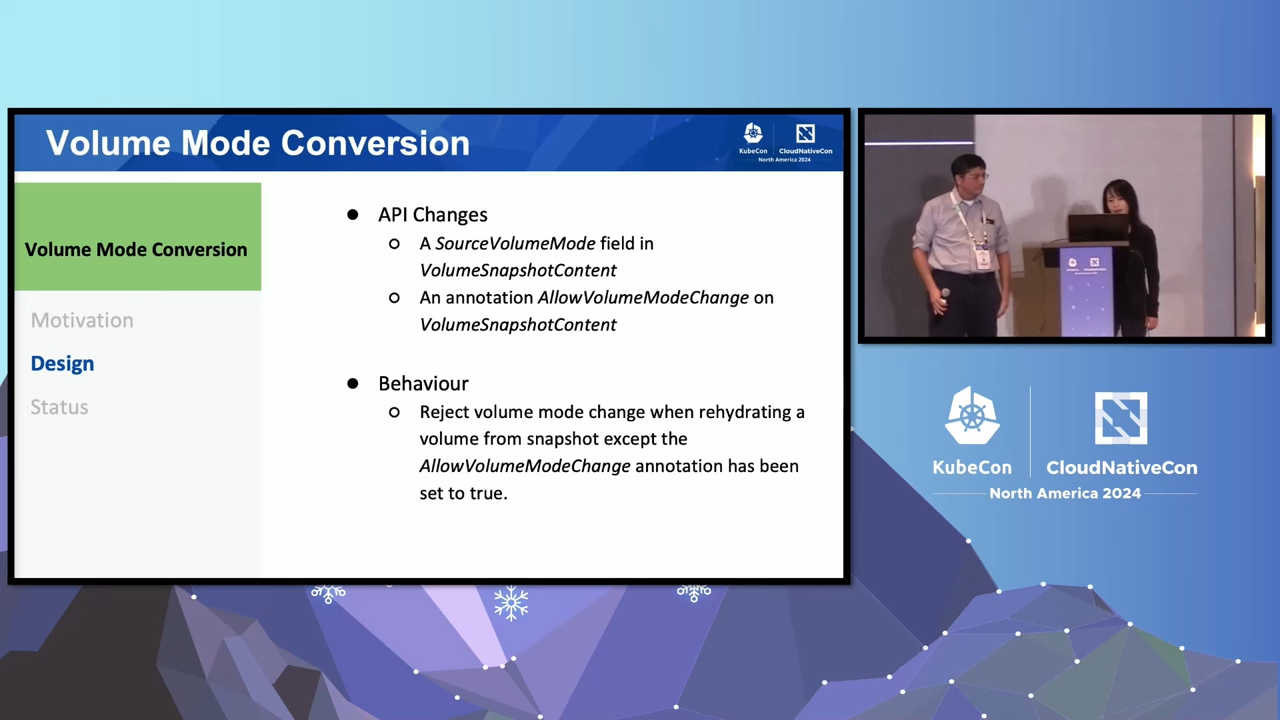 Volume Mode Conversion
KubeCon
CloudNativeCon
North America 2024
Volume Mode Conversion
Motivation
Design
Status
● API Changes
○ A SourceVolumeMode field in
VolumeSnapshotContent
○ An annotation AllowVolumeModeChange on
VolumeSnapshotContent
● Behaviour
○ Reject volume mode change when rehydrating a
volume from snapshot except the
AllowVolumeModeChange annotation has been
set to true.
KubeCon
CloudNativeCon
North America 2024